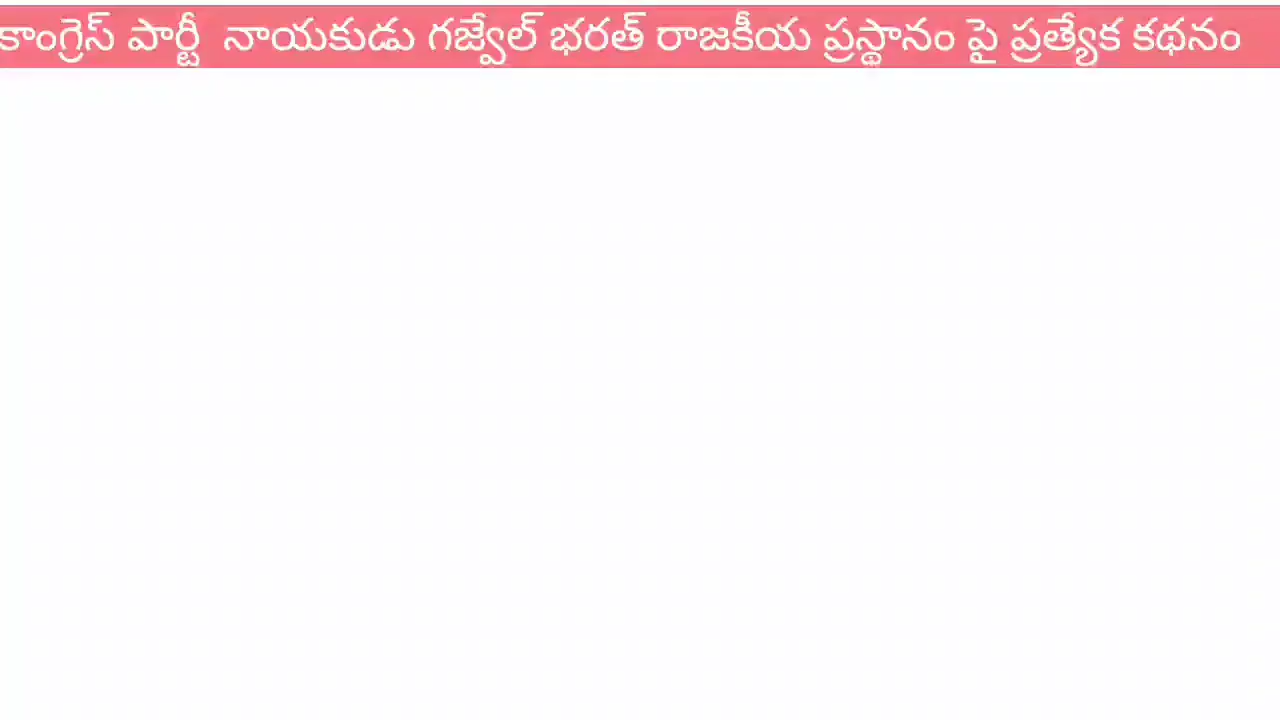 కాంగ్రెస్ పార్టీ నాయకుడు గజ్వేల్ భరత్ రాజకీయ ప్రస్థానం పై ప్రత్యేక కథనం